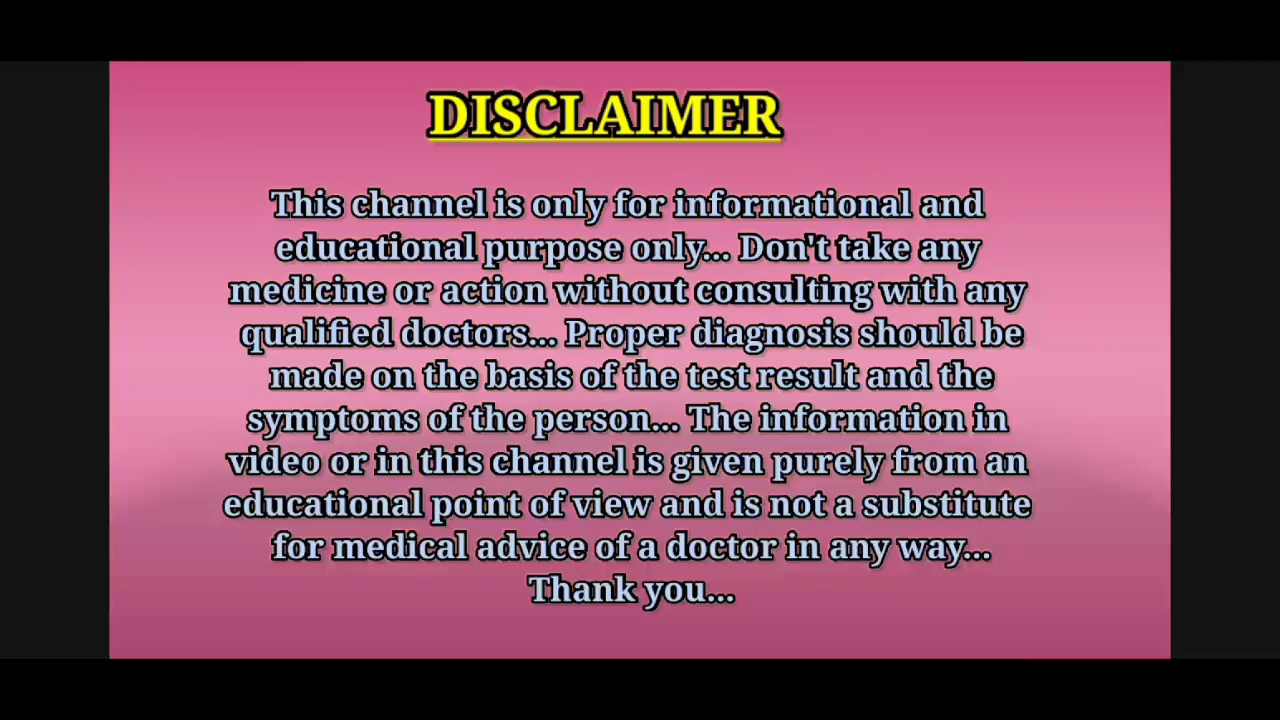 DISCLAIMER
This channel is only for informational and
educational purpose only... Don't take any
medicine or action without consulting with any
qualified doctors... Proper diagnosis should be
made on the basis of the test result and the
symptoms of the person... The information in
video or in this channel is given purely from an
educational point of view and is not a substitute
for medical advice of a doctor in any way...
Thank you...